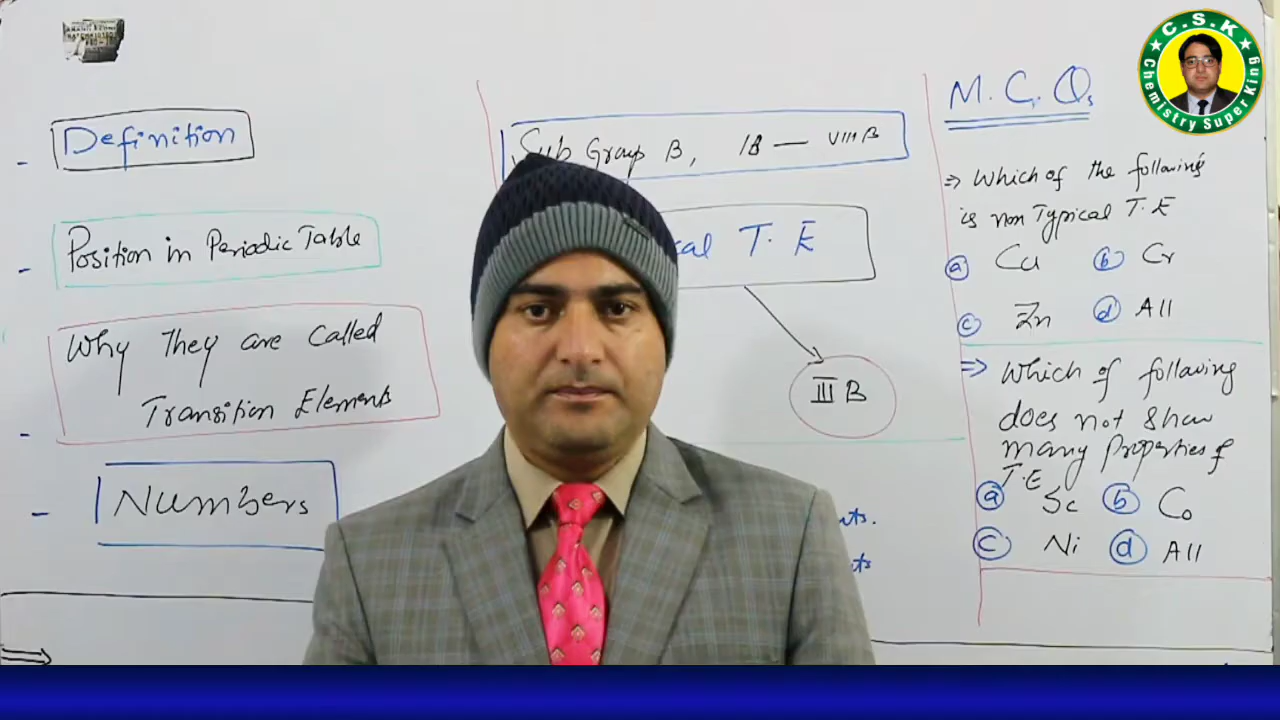 Definition
Position in Periodic Table
Why They are Called
Transition Elements
Numbers
Sub Group B, IB — VIII B
T. E
III B
M. C. Qs
⇒ Which of the following
is non Typical T. E
a Cu b Cr
c Zn d All
⇒ Which of following
does not show
many Properties of
T.E
a Sc b Co
c Ni d All
C.S.K
Chemistry Super King